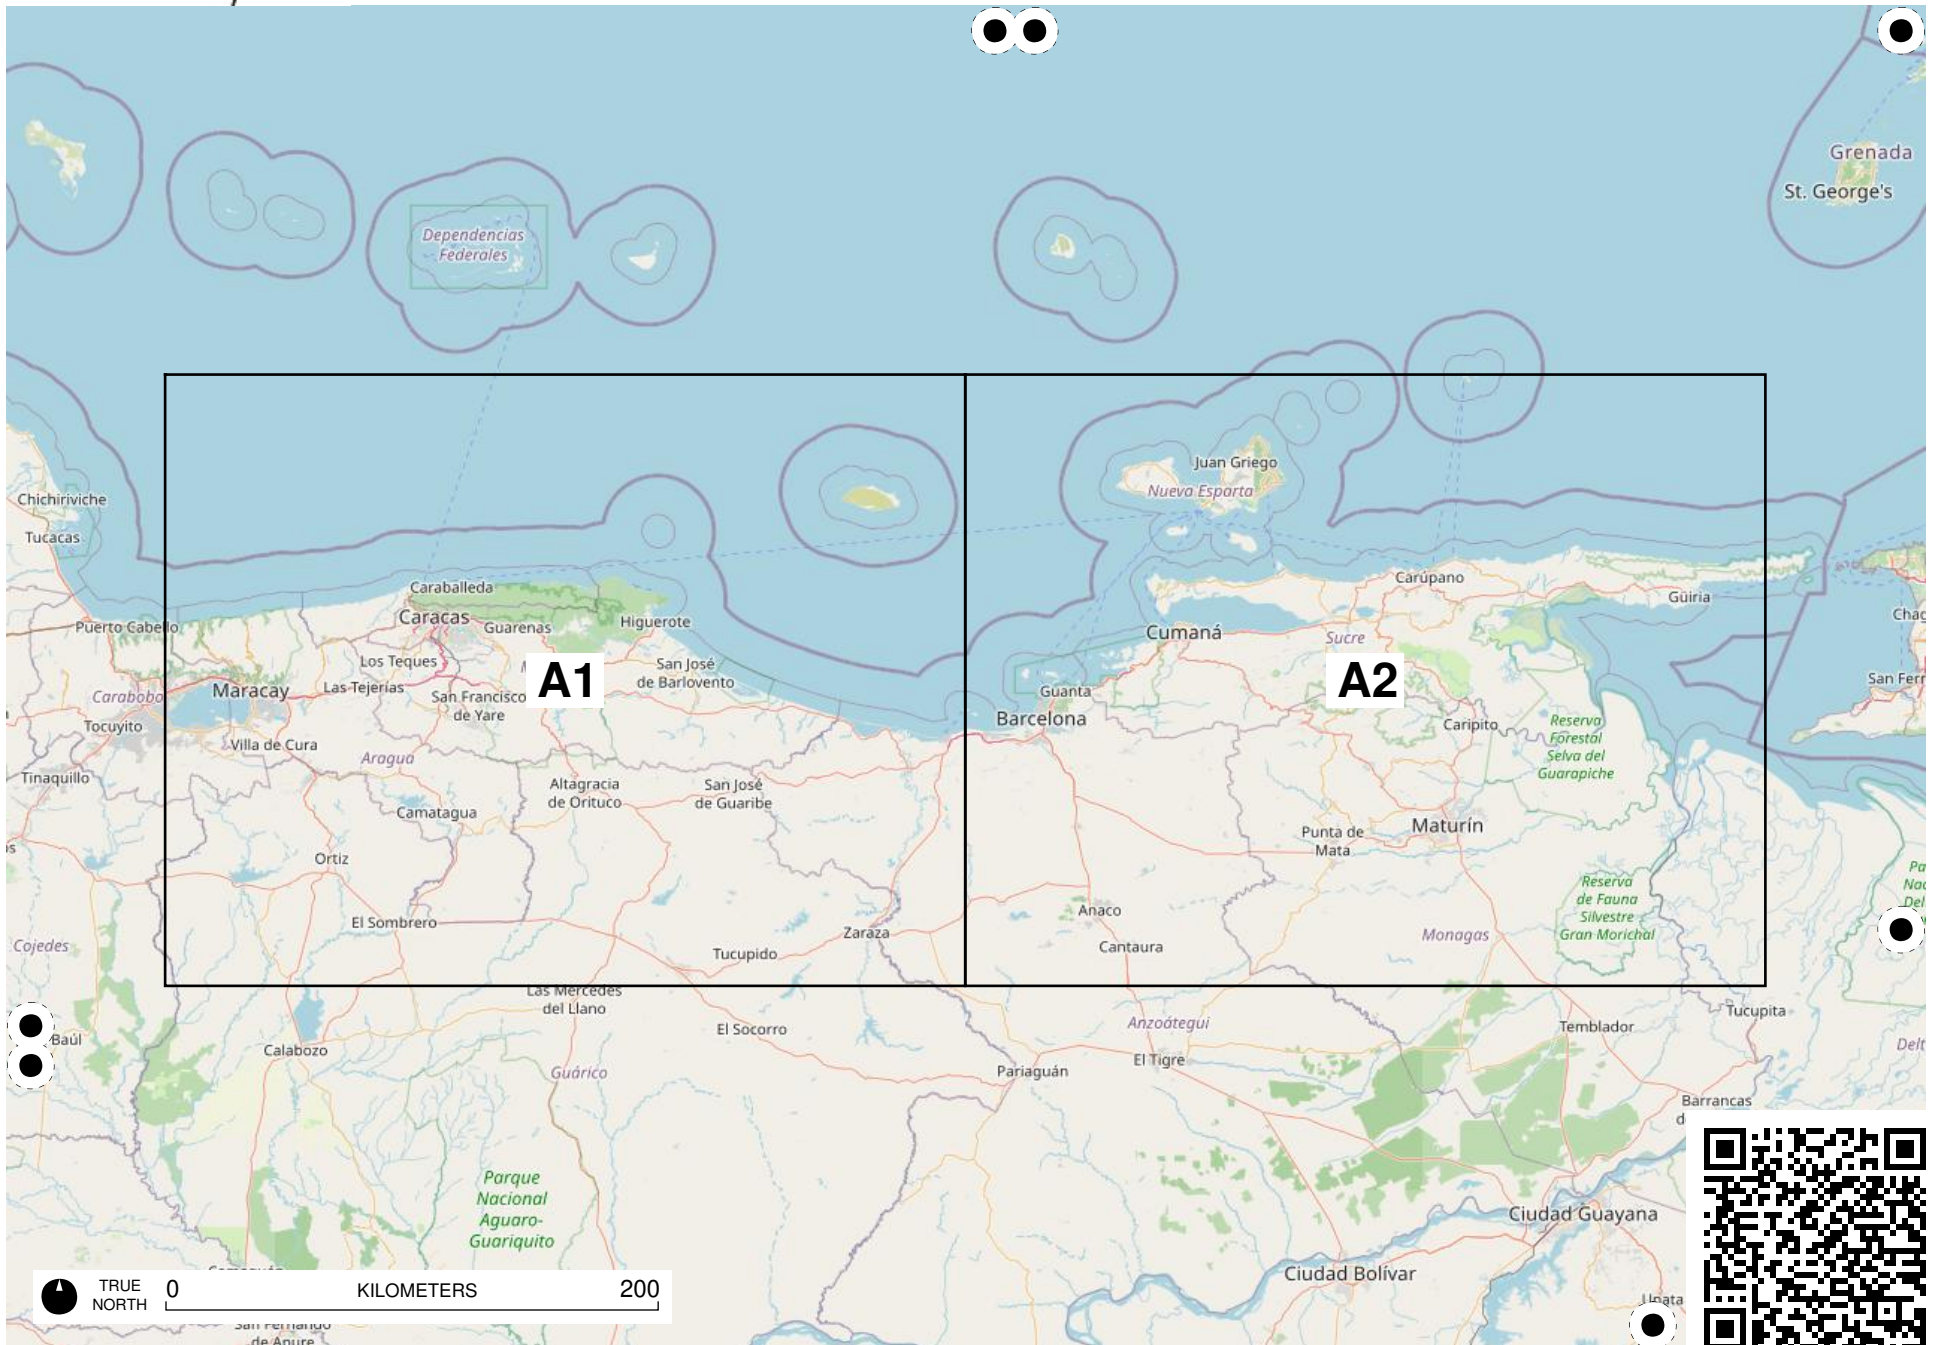 Grenada
St. George's
Dependencias
Federales
Juan Griego
Nueva Esparta
Chichiriviche
Tucacas
Caraballeda
Caracas
Guarenas
Higuerote
Puerto Cabello
Carúpano
Güiria
Cumaná
Sucre
Los Teques
A1
San José
de Barlovento
A2
Carabobo
Maracay
Las Tejerías
San Francisco
de Yare
Guanta
Barcelona
Tocuyito
Villa de Cura
Aragua
Caripito
Reserva
Forestal
Selva del
Guarapiche
Tinaquillo
Altagracia
de Orituco
San José
de Guaribe
Camatagua
Maturín
Punta de
Mata
Ortiz
Reserva
de Fauna
Silvestre
Gran Morichal
El Sombrero
Anaco
Zaraza
Cojedes
Tucupido
Cantaura
Monagas
Las Mercedes
del Llano
El Socorro
Anzoátegui
Temblador
Tucupita
Baúl
Calabozo
El Tigre
Pariaguán
Guárico
Barrancas
Parque
Nacional
Aguaro-
Guariquito
Ciudad Guayana
Ciudad Bolívar
TRUE
NORTH
0 KILOMETERS 200
Upata
San Fernando
de Apure